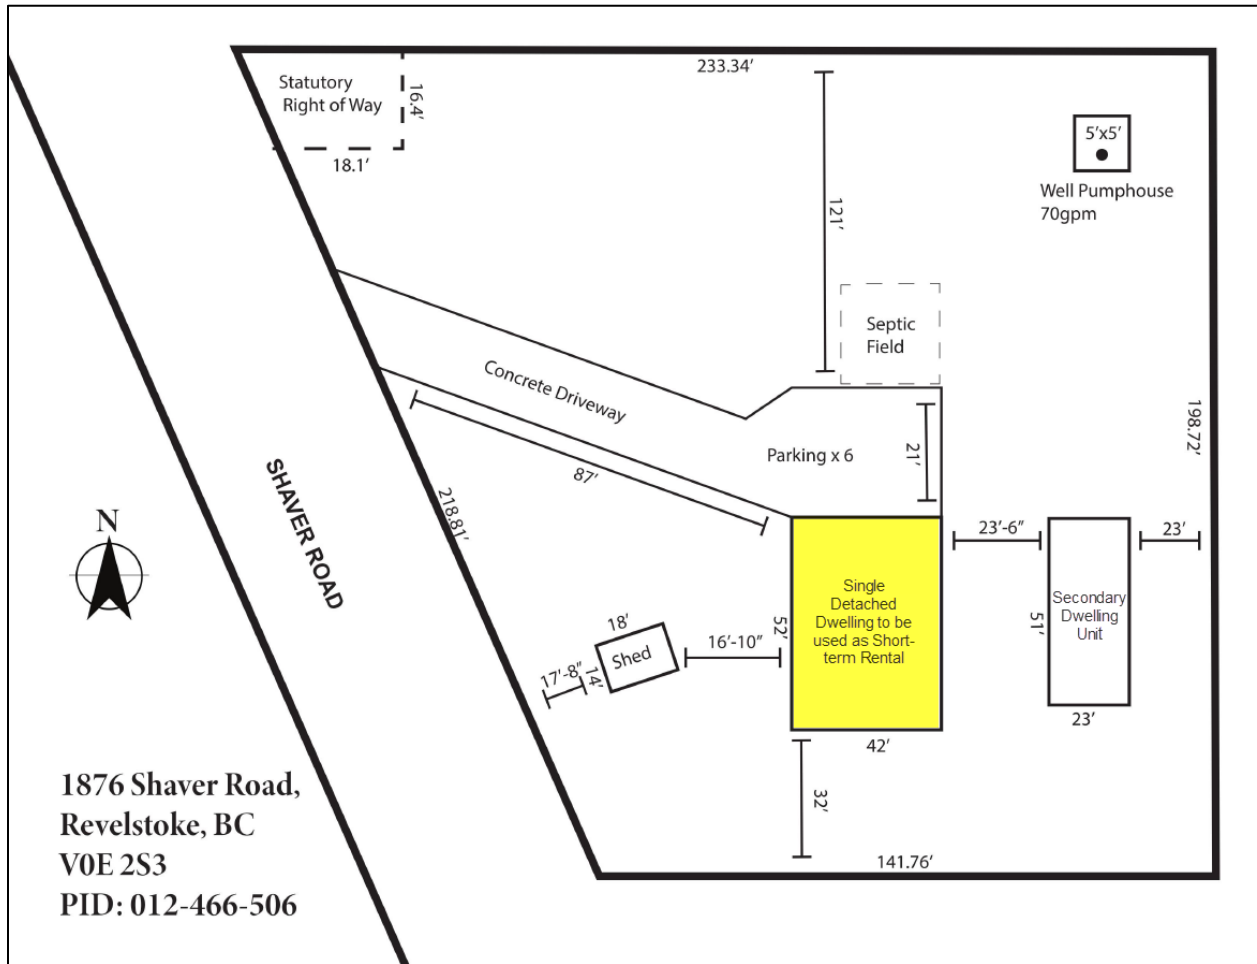 233.34’
Statutory
Right of Way
16.4’
18.1’
5’x5’
Well Pumphouse
70gpm
121’
Septic
Field
Concrete Driveway
87’
Parking x 6
21’
198.72’
SHAVER ROAD
218.81’
N
23’-6”
23’
Single
Detached
Dwelling to be
used as Short-
term Rental
52’
42’
Secondary
Dwelling
Unit
51’
23’
18’
Shed
14’
17’-8”
16’-10”
32’
141.76’
1876 Shaver Road,
Revelstoke, BC
V0E 2S3
PID: 012-466-506